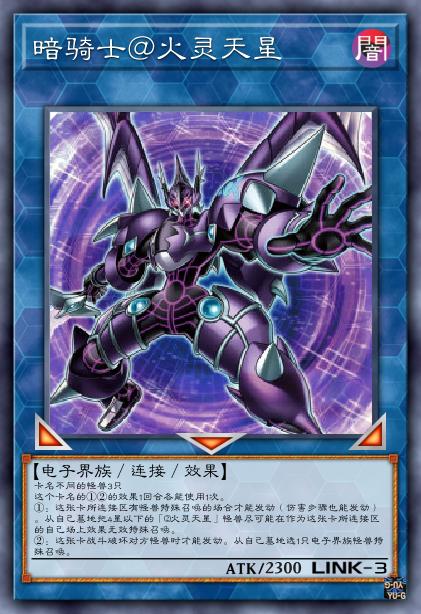 暗骑士@火灵天星
闇
【电子界族/连接/效果】
卡名不同的怪兽3只
这个卡名的①②的效果1回合各能使用1次。
①：这张卡所连接区有怪兽特殊召唤的场合才能发动（伤害步骤也能发动）
。从自己墓地把4星以下的「@火灵天星」怪兽尽可能在作为这张卡所连接区
的自己场上效果无效特殊召唤。
②：这张卡战斗破坏对方怪兽时才能发动。从自己墓地选1只电子界族怪兽特
殊召唤。
ATK/2300 LINK-3